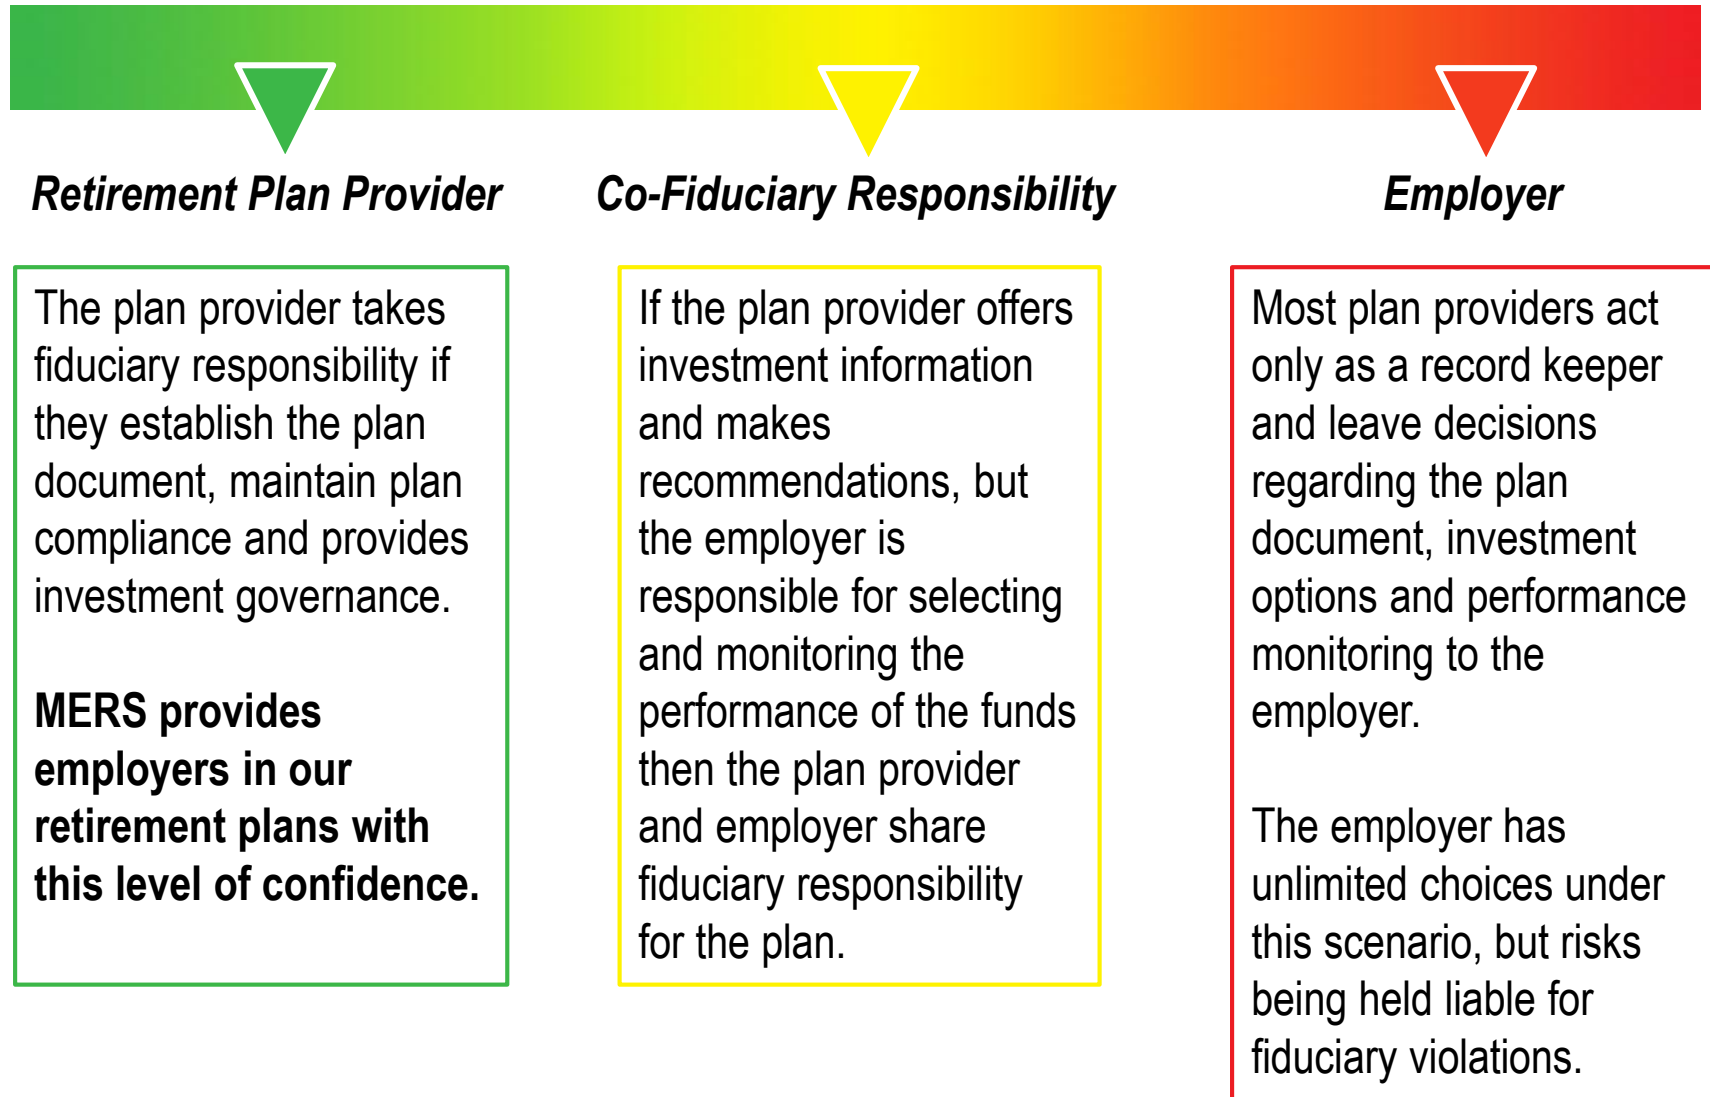 Retirement Plan Provider
The plan provider takes
fiduciary responsibility if
they establish the plan
document, maintain plan
compliance and provides
investment governance.
MERS provides
employers in our
retirement plans with
this level of confidence.
Co-Fiduciary Responsibility
If the plan provider offers
investment information
and makes
recommendations, but
the employer is
responsible for selecting
and monitoring the
performance of the funds
then the plan provider
and employer share
fiduciary responsibility
for the plan.
Employer
Most plan providers act
only as a record keeper
and leave decisions
regarding the plan
document, investment
options and performance
monitoring to the
employer.
The employer has
unlimited choices under
this scenario, but risks
being held liable for
fiduciary violations.